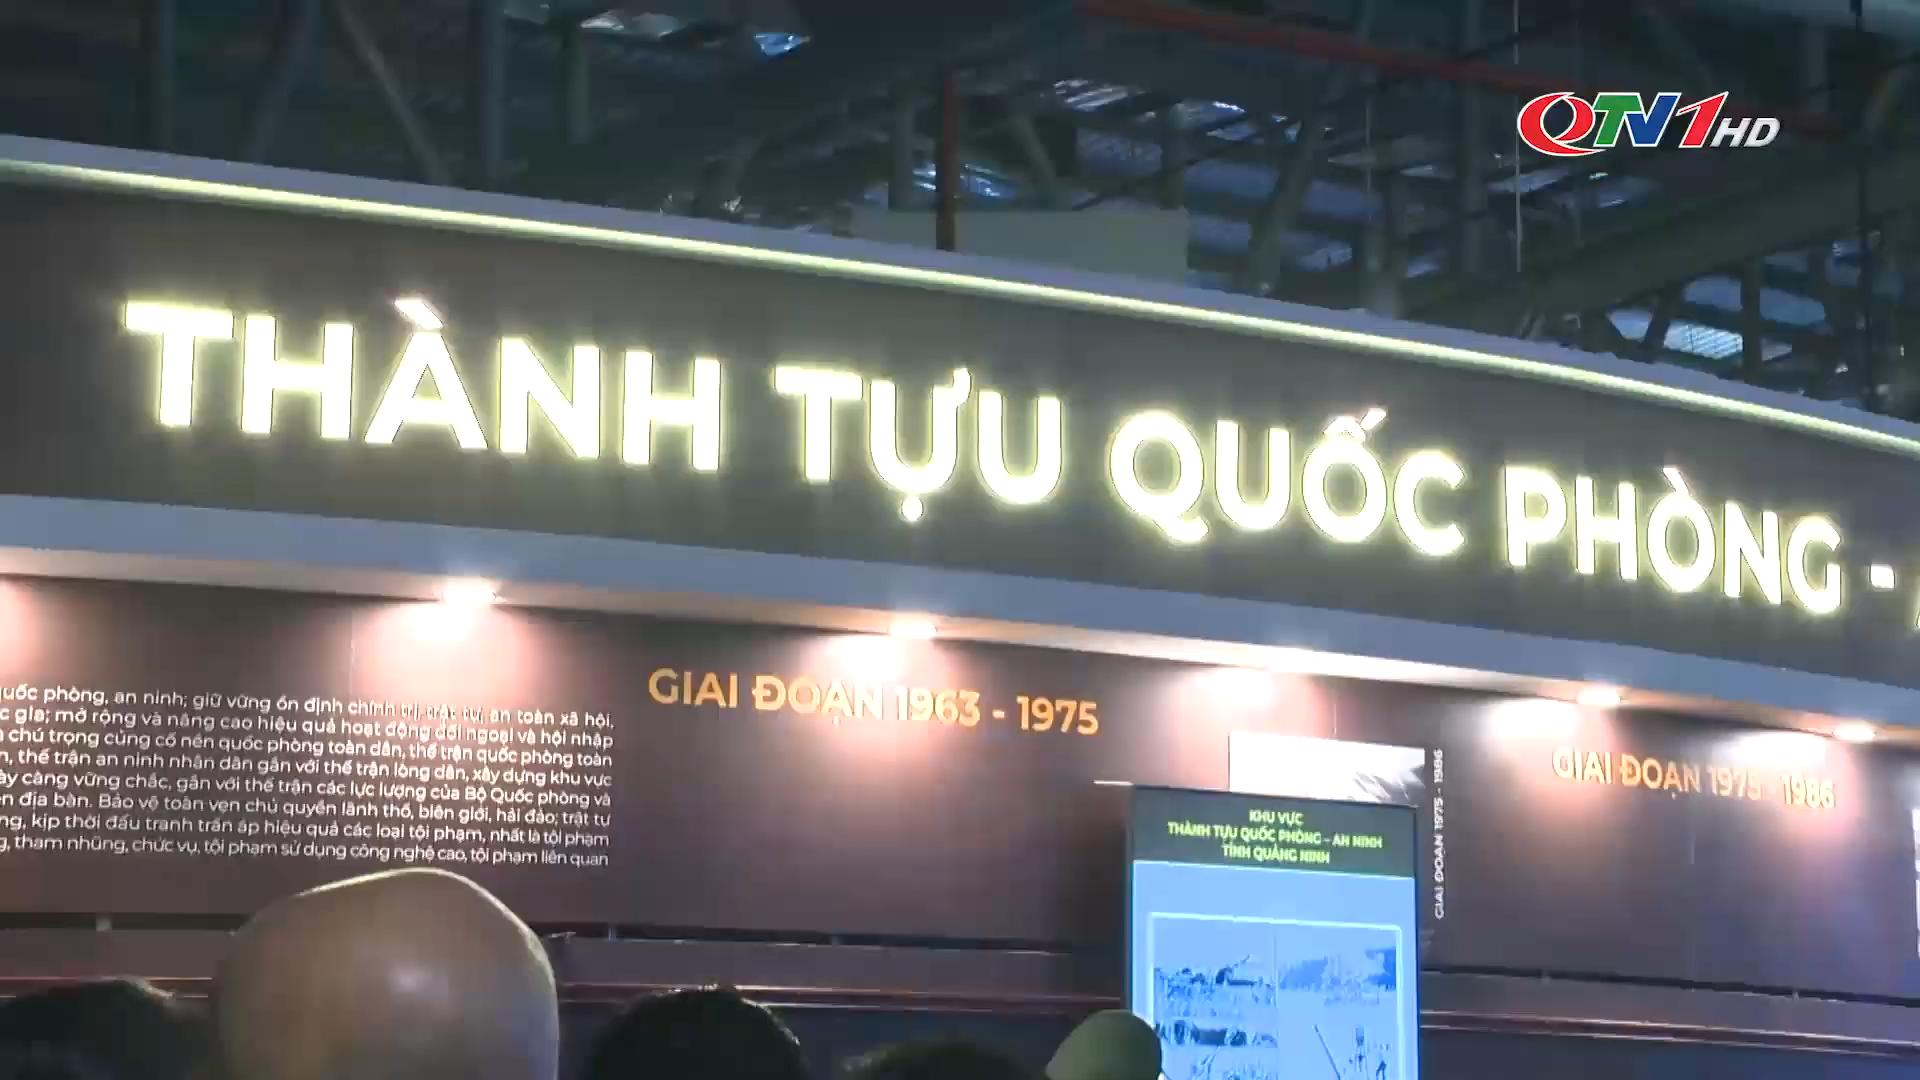 QTV1HD
THÀNH TỰU QUỐC PHÒNG -
quốc phòng, an ninh; giữ vững ổn định chính trị, trật tự, an toàn xã hội,
gia; mở rộng và nâng cao hiệu quả hoạt động đối ngoại và hội nhập
chú trọng củng cố nền quốc phòng toàn dân, thế trận quốc phòng toàn
thế trận an ninh nhân dân gắn với thế trận lòng dân, xây dựng khu vực
càng vững chắc, gắn với thế trận các lực lượng của Bộ Quốc phòng và
địa bàn. Bảo vệ toàn vẹn chủ quyền lãnh thổ, biên giới, hải đảo; trật tự
kịp thời đấu tranh trấn áp hiệu quả các loại tội phạm, nhất là tội phạm
tham nhũng, chức vụ, tội phạm sử dụng công nghệ cao, tội phạm liên quan
GIAI ĐOẠN 1963 - 1975
KHU VỰC
THÀNH TỰU QUỐC PHÒNG - AN NINH
TỈNH QUẢNG NINH
GIAI ĐOẠN 1975 - 1986
GIAI ĐOẠN 1975 - 1986